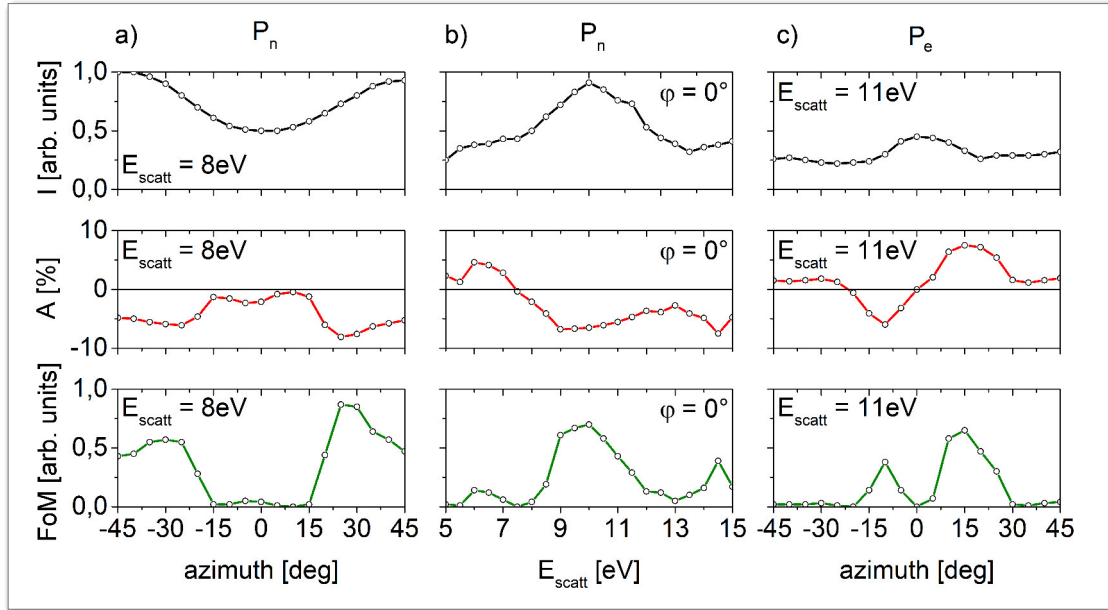 a) Pn
b) Pn
c) Pe
I [arb. units]
1,0
0,5
0,0
Escatt = 8eV
φ = 0°
Escatt = 11eV
A [%]
10
0
-10
Escatt = 8eV
φ = 0°
Escatt = 11eV
FoM [arb. units]
1,0
0,5
0,0
Escatt = 8eV
φ = 0°
Escatt = 11eV
-45 -30 -15 0 15 30 45
5 7 9 11 13 15
-45 -30 -15 0 15 30 45
azimuth [deg]
Escatt [eV]
azimuth [deg]